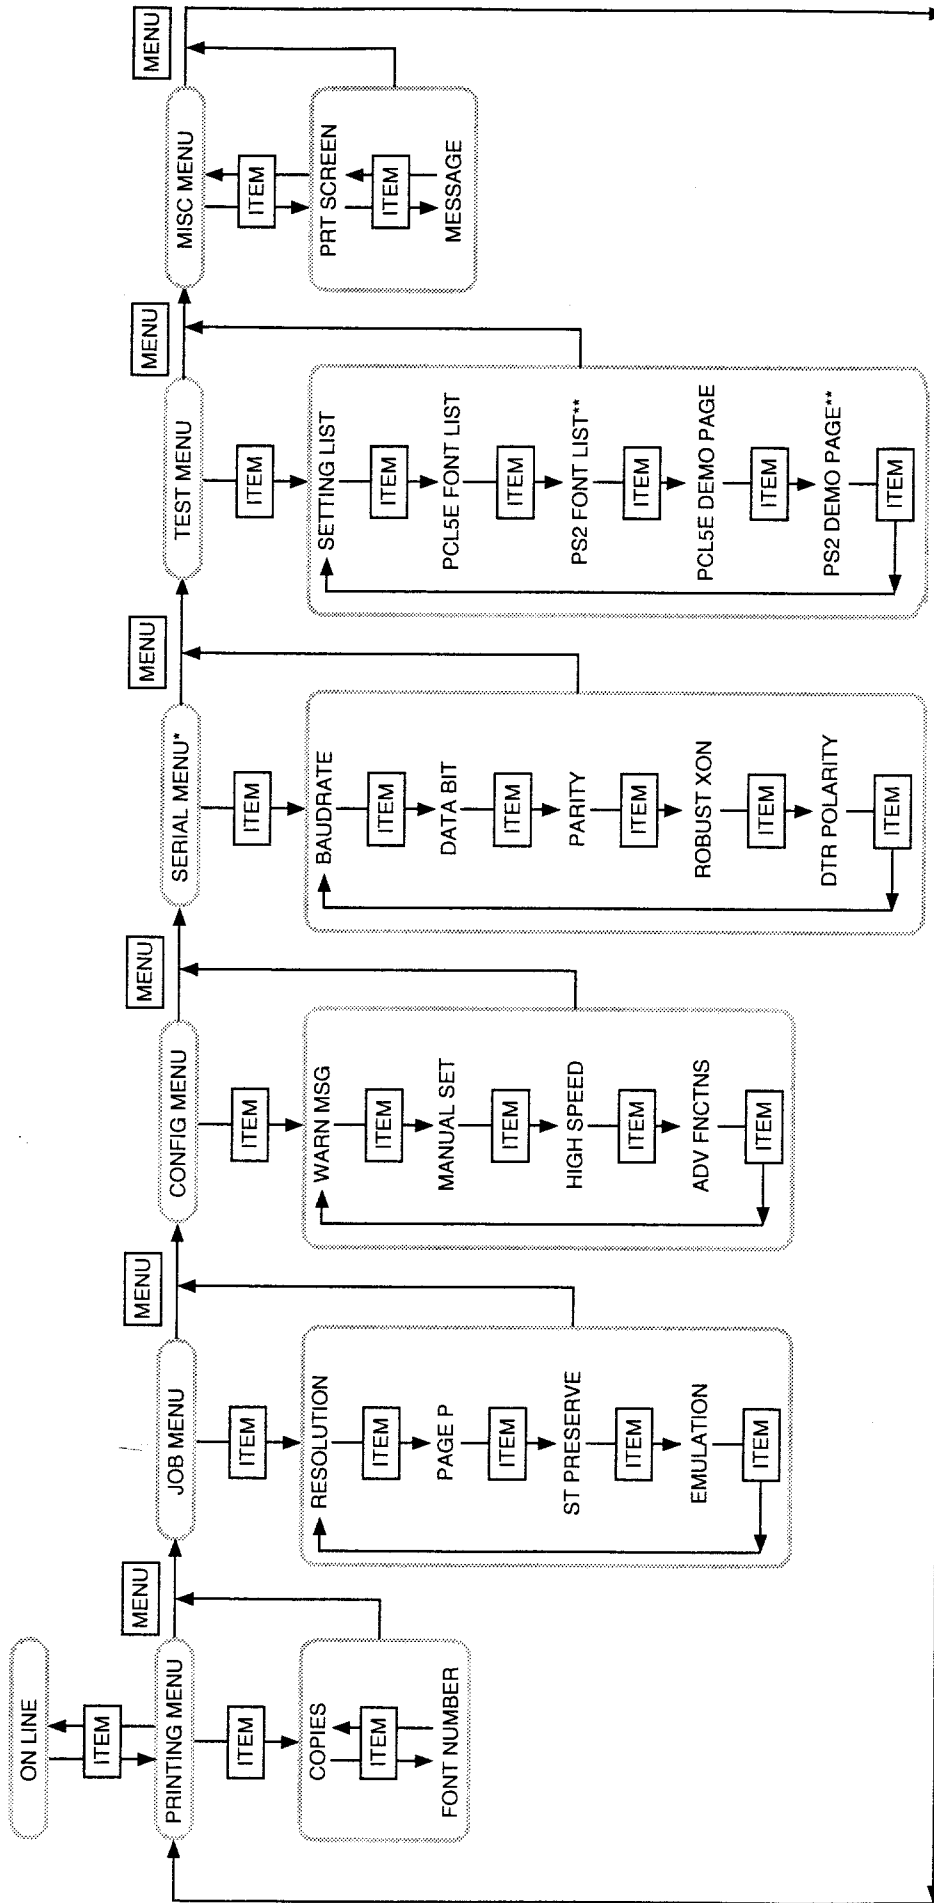 ON LINE
ITEM
PRINTING MENU
ITEM
COPIES
ITEM
FONT NUMBER
MENU
JOB MENU
ITEM
RESOLUTION
ITEM
PAGE P
ITEM
ST PRESERVE
ITEM
EMULATION
ITEM
MENU
CONFIG MENU
ITEM
WARN MSG
ITEM
MANUAL SET
ITEM
HIGH SPEED
ITEM
ADV FNCTNS
ITEM
MENU
SERIAL MENU*
ITEM
BAUDRATE
ITEM
DATA BIT
ITEM
PARITY
ITEM
ROBUST XON
ITEM
DTR POLARITY
ITEM
MENU
TEST MENU
ITEM
SETTING LIST
ITEM
PCL5E FONT LIST
ITEM
PS2 FONT LIST**
ITEM
PCL5E DEMO PAGE
ITEM
PS2 DEMO PAGE**
ITEM
MENU
MISC MENU
ITEM
PRT SCREEN
ITEM
MESSAGE
MENU